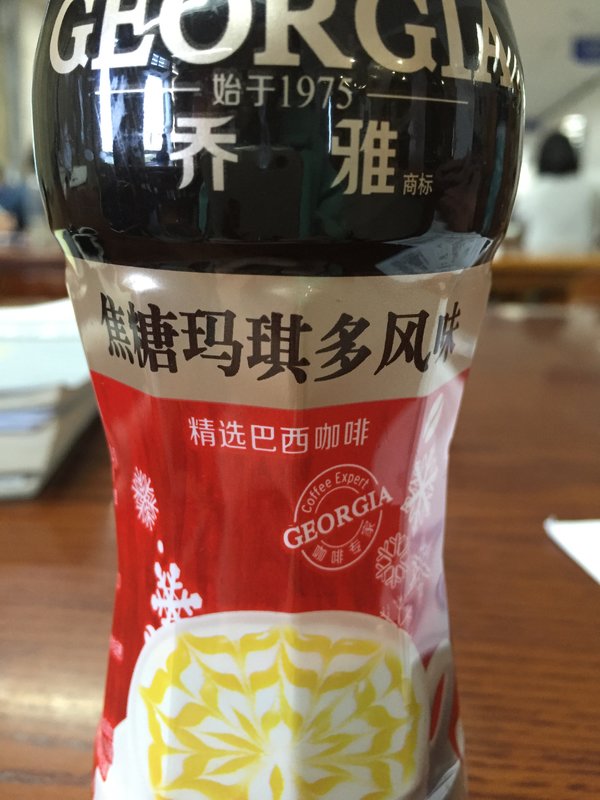 GEORGIA
始于1975
乔雅 商标
焦糖玛琪多风味
精选巴西咖啡
Coffee Expert
GEORGIA
咖啡专家